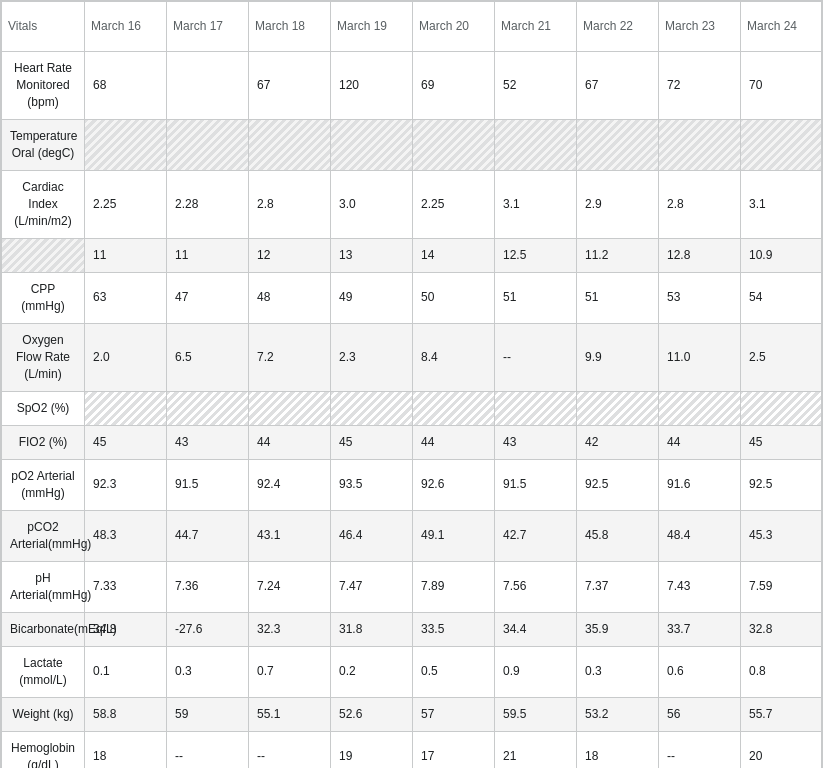 Vitals March 16 March 17 March 18 March 19 March 20 March 21 March 22 March 23 March 24
Heart Rate
Monitored
(bpm)
68 67 120 69 52 67 72 70
Temperature
Oral (degC)
Cardiac
Index
(L/min/m2)
2.25 2.28 2.8 3.0 2.25 3.1 2.9 2.8 3.1
11 11 12 13 14 12.5 11.2 12.8 10.9
CPP
(mmHg)
63 47 48 49 50 51 51 53 54
Oxygen
Flow Rate
(L/min)
2.0 6.5 7.2 2.3 8.4 -- 9.9 11.0 2.5
SpO2 (%)
FIO2 (%) 45 43 44 45 44 43 42 44 45
pO2 Arterial
(mmHg)
92.3 91.5 92.4 93.5 92.6 91.5 92.5 91.6 92.5
pCO2
Arterial(mmHg)
48.3 44.7 43.1 46.4 49.1 42.7 45.8 48.4 45.3
pH
Arterial(mmHg)
7.33 7.36 7.24 7.47 7.89 7.56 7.37 7.43 7.59
Bicarbonate(mEq/L) -27.6 32.3 31.8 33.5 34.4 35.9 33.7 32.8
Lactate
(mmol/L)
0.1 0.3 0.7 0.2 0.5 0.9 0.3 0.6 0.8
Weight (kg) 58.8 59 55.1 52.6 57 59.5 53.2 56 55.7
Hemoglobin
(g/dL)
18 -- -- 19 17 21 18 -- 20